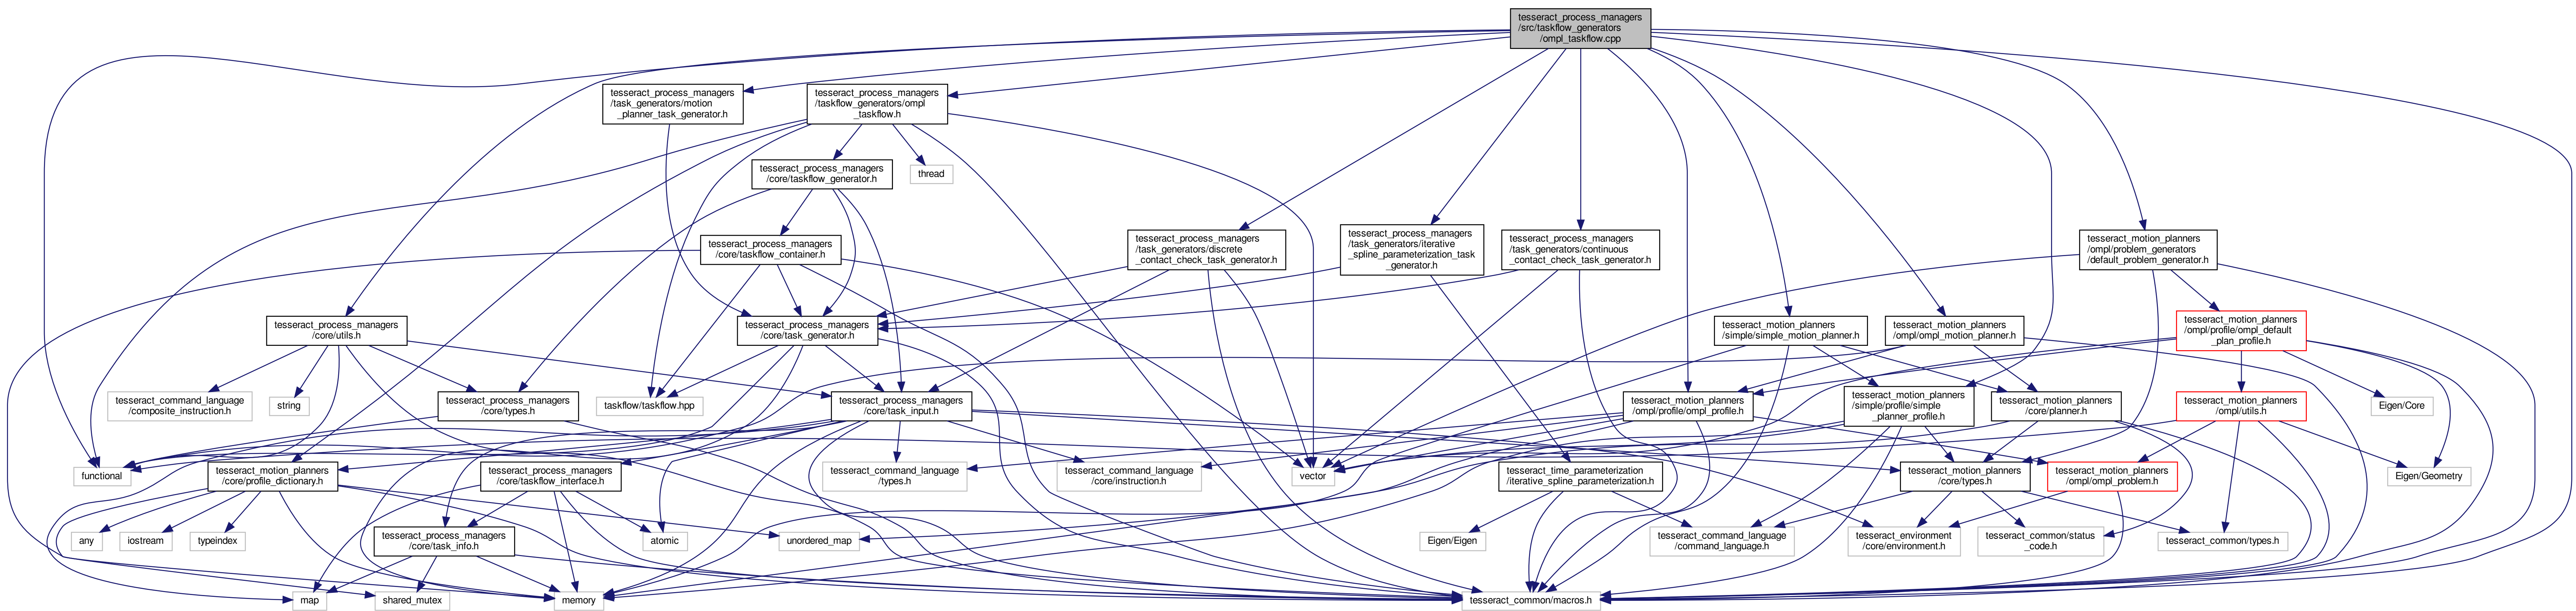 tesseract_process_managers
/src/taskflow_generators
/ompl_taskflow.cpp
tesseract_process_managers
/task_generators/motion
_planner_task_generator.h
tesseract_process_managers
/taskflow_generators/ompl
_taskflow.h
tesseract_process_managers
/core/taskflow_generator.h
thread
tesseract_process_managers
/core/taskflow_container.h
tesseract_process_managers
/task_generators/discrete
_contact_check_task_generator.h
tesseract_process_managers
/task_generators/iterative
_spline_parameterization_task
_generator.h
tesseract_process_managers
/task_generators/continuous
_contact_check_task_generator.h
tesseract_motion_planners
/ompl/problem_generators
/default_problem_generator.h
tesseract_process_managers
/core/utils.h
tesseract_process_managers
/core/task_generator.h
tesseract_motion_planners
/simple/simple_motion_planner.h
tesseract_motion_planners
/ompl/ompl_motion_planner.h
tesseract_motion_planners
/ompl/profile/ompl_default
_plan_profile.h
tesseract_command_language
/composite_instruction.h
string
tesseract_process_managers
/core/types.h
taskflow/taskflow.hpp
tesseract_process_managers
/core/task_input.h
tesseract_motion_planners
/ompl/profile/ompl_profile.h
tesseract_motion_planners
/simple/profile/simple
_planner_profile.h
tesseract_motion_planners
/core/planner.h
tesseract_motion_planners
/ompl/utils.h
Eigen/Core
functional
tesseract_motion_planners
/core/profile_dictionary.h
tesseract_process_managers
/core/taskflow_interface.h
tesseract_command_language
/types.h
tesseract_command_language
/core/instruction.h
vector
tesseract_time_parameterization
/iterative_spline_parameterization.h
tesseract_motion_planners
/core/types.h
tesseract_motion_planners
/ompl/ompl_problem.h
Eigen/Geometry
any
iostream
typeindex
tesseract_process_managers
/core/task_info.h
atomic
unordered_map
Eigen/Eigen
tesseract_command_language
/command_language.h
tesseract_environment
/core/environment.h
tesseract_common/status
_code.h
tesseract_common/types.h
map
shared_mutex
memory
tesseract_common/macros.h